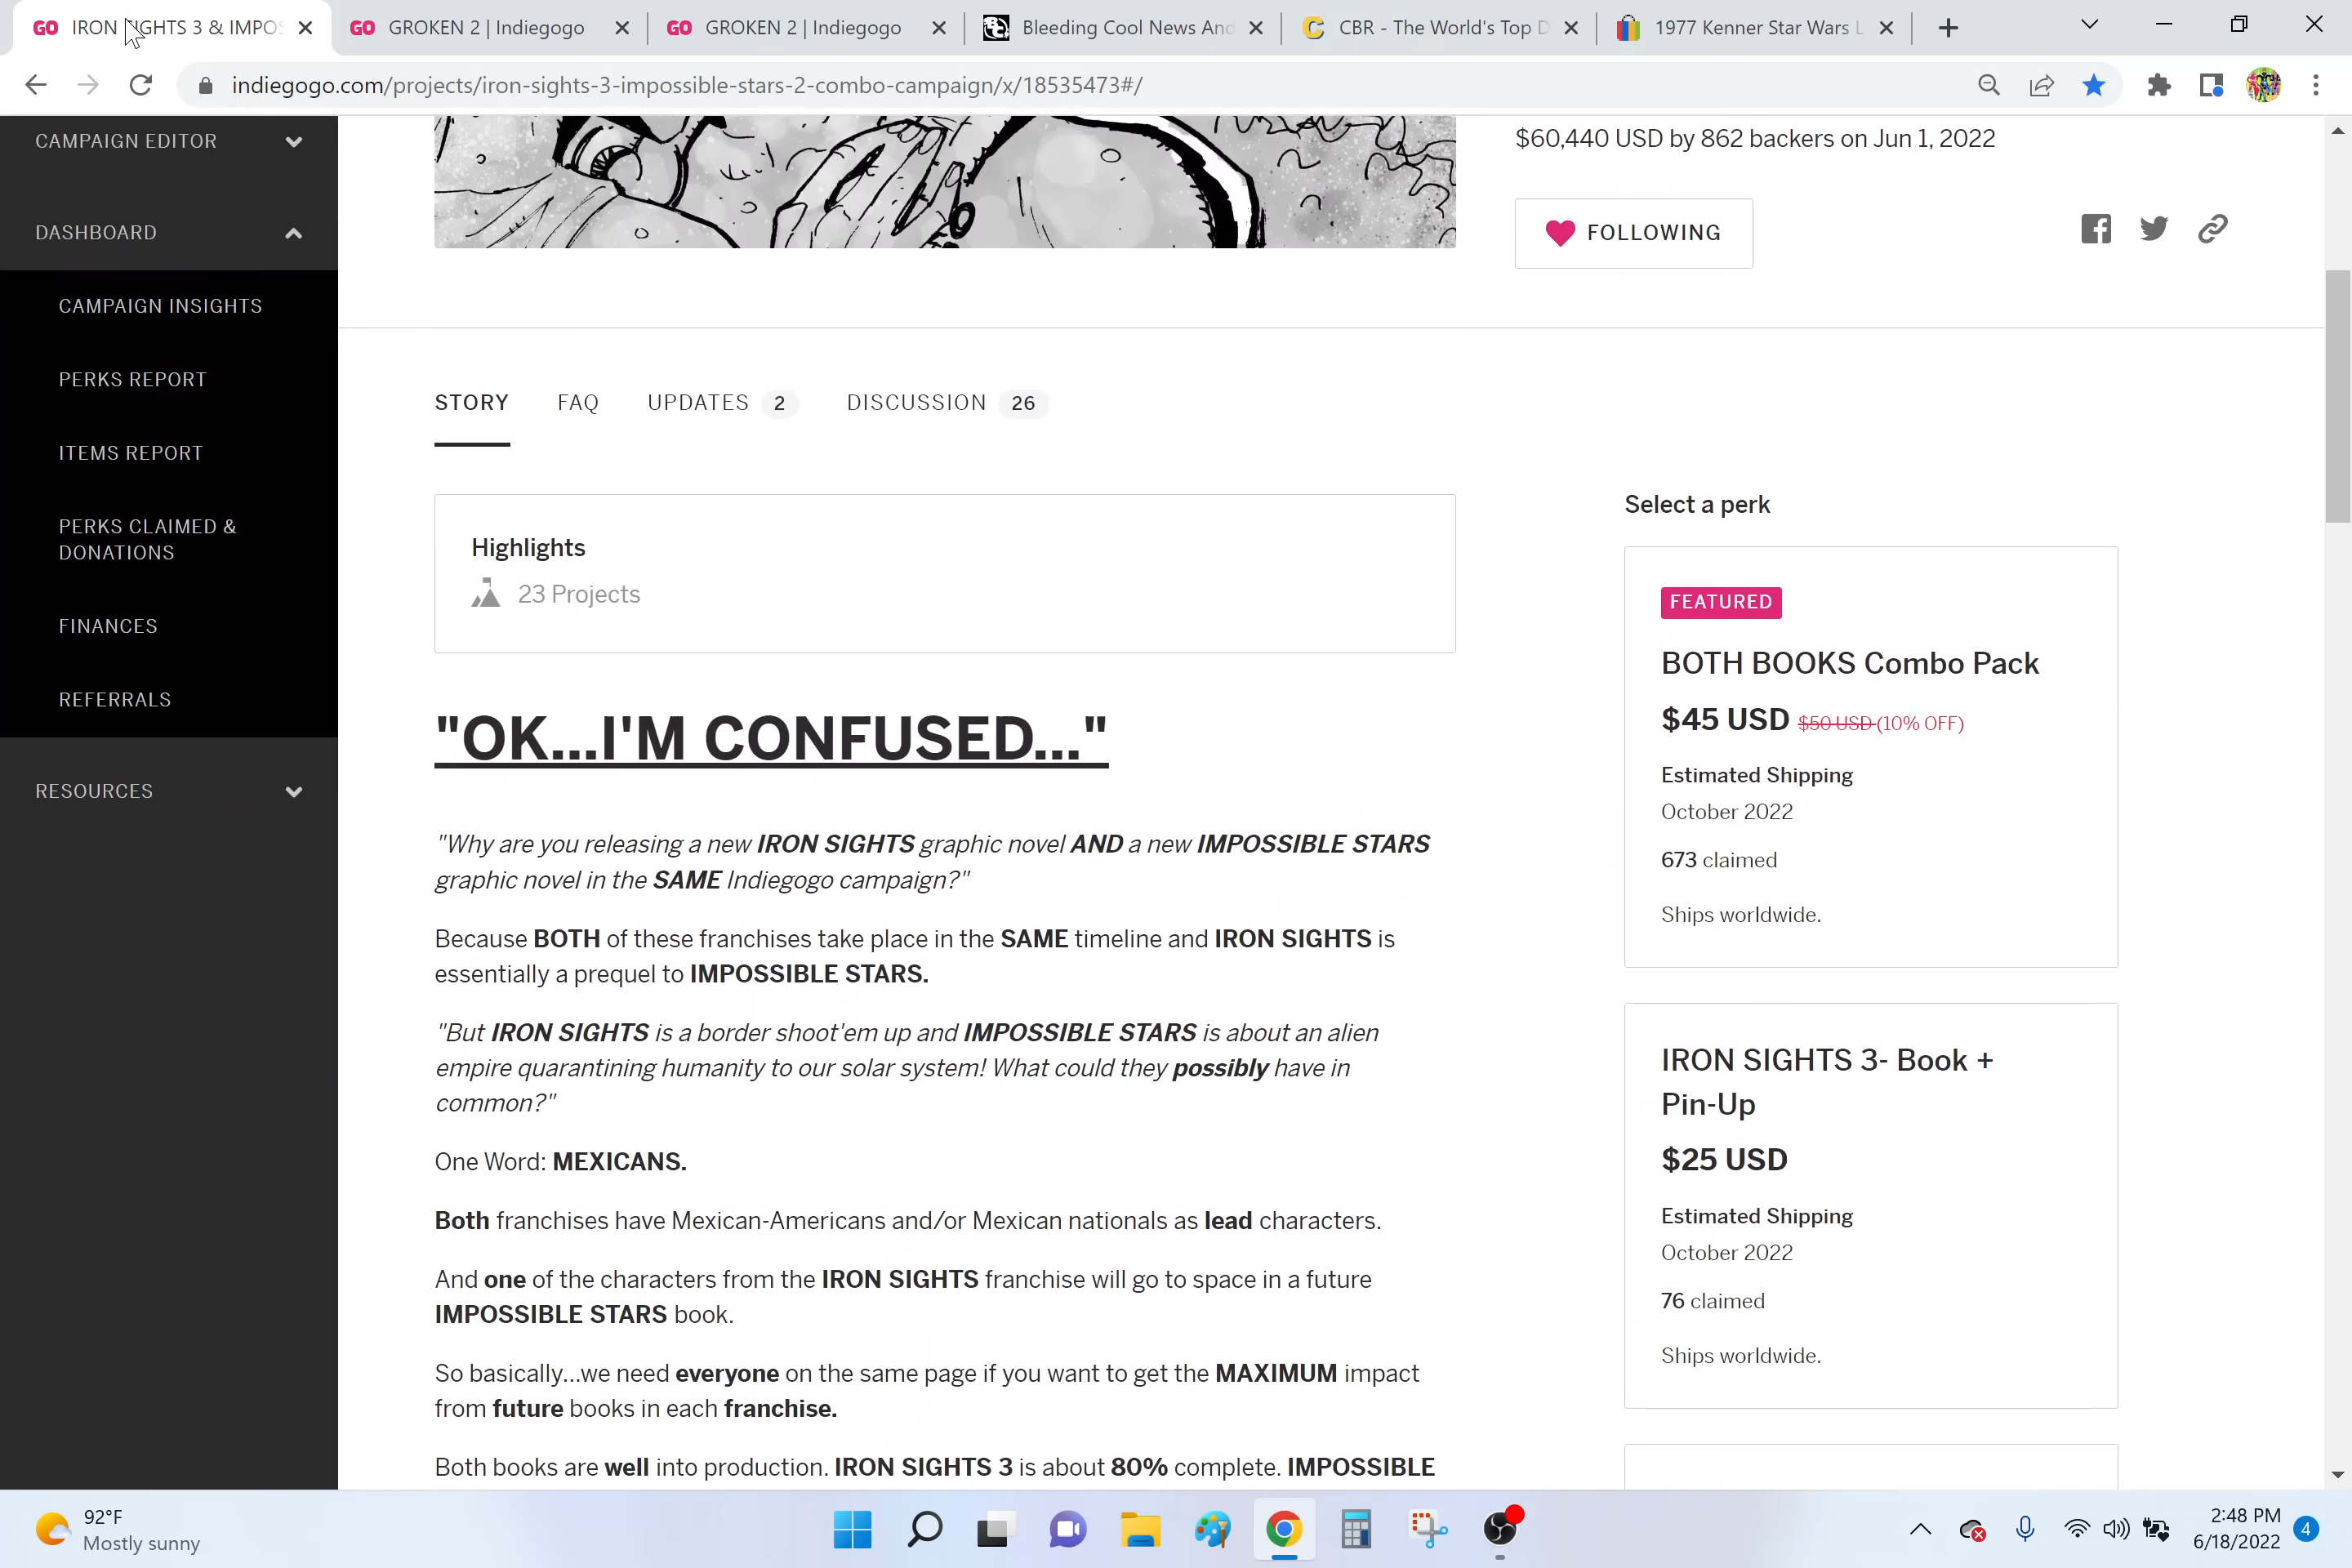 GO IRON SIGHTS 3 & IMPOS
GO GROKEN 2 | Indiegogo
GO GROKEN 2 | Indiegogo
Bleeding Cool News And
CBR - The World's Top D
1977 Kenner Star Wars L
indiegogo.com/projects/iron-sights-3-impossible-stars-2-combo-campaign/x/18535473#/
CAMPAIGN EDITOR
DASHBOARD
CAMPAIGN INSIGHTS
PERKS REPORT
ITEMS REPORT
PERKS CLAIMED &
DONATIONS
FINANCES
REFERRALS
RESOURCES
$60,440 USD by 862 backers on Jun 1, 2022
FOLLOWING
STORY FAQ UPDATES 2 DISCUSSION 26
Highlights
23 Projects
"OK...I'M CONFUSED..."
"Why are you releasing a new IRON SIGHTS graphic novel AND a new IMPOSSIBLE STARS
graphic novel in the SAME Indiegogo campaign?"
Because BOTH of these franchises take place in the SAME timeline and IRON SIGHTS is
essentially a prequel to IMPOSSIBLE STARS.
"But IRON SIGHTS is a border shoot'em up and IMPOSSIBLE STARS is about an alien
empire quarantining humanity to our solar system! What could they possibly have in
common?"
One Word: MEXICANS.
Both franchises have Mexican-Americans and/or Mexican nationals as lead characters.
And one of the characters from the IRON SIGHTS franchise will go to space in a future
IMPOSSIBLE STARS book.
So basically...we need everyone on the same page if you want to get the MAXIMUM impact
from future books in each franchise.
Both books are well into production. IRON SIGHTS 3 is about 80% complete. IMPOSSIBLE
Select a perk
FEATURED
BOTH BOOKS Combo Pack
$45 USD $50 USD (10% OFF)
Estimated Shipping
October 2022
673 claimed
Ships worldwide.
IRON SIGHTS 3- Book +
Pin-Up
$25 USD
Estimated Shipping
October 2022
76 claimed
Ships worldwide.
92°F
Mostly sunny
2:48 PM
6/18/2022
4